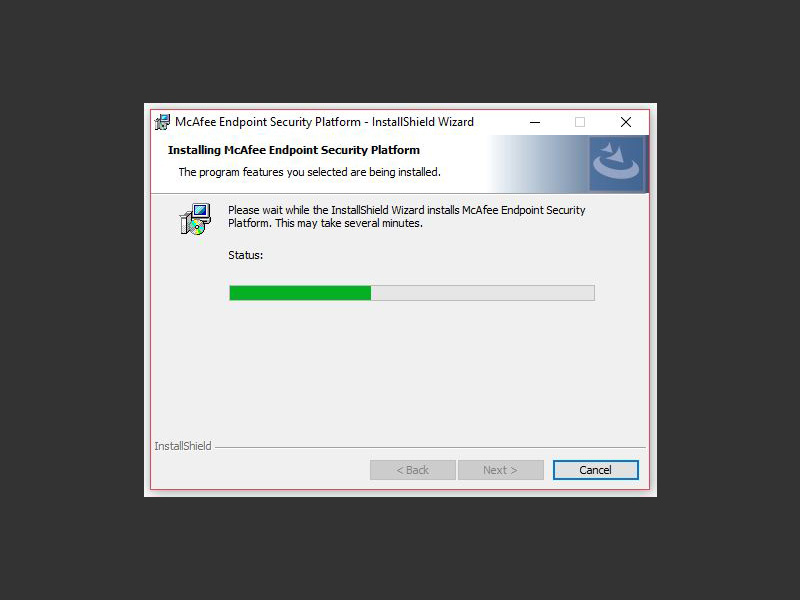 McAfee Endpoint Security Platform - InstallShield Wizard
Installing McAfee Endpoint Security Platform
The program features you selected are being installed.
Please wait while the InstallShield Wizard installs McAfee Endpoint Security
Platform. This may take several minutes.
Status:
InstallShield
< Back
Next >
Cancel